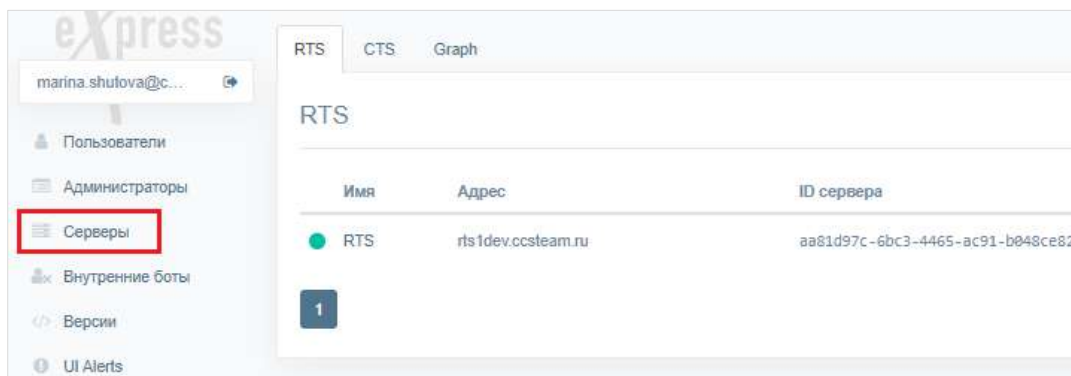 eXpress
marina.shutova@c...
Пользователи
Администраторы
Серверы
Внутренние боты
Версии
UI Alerts
RTS CTS Graph
RTS
Имя Адрес ID сервера
RTS rts1dev.ccsteam.ru aa81d97c-6bc3-4465-ac91-b048ce82
1